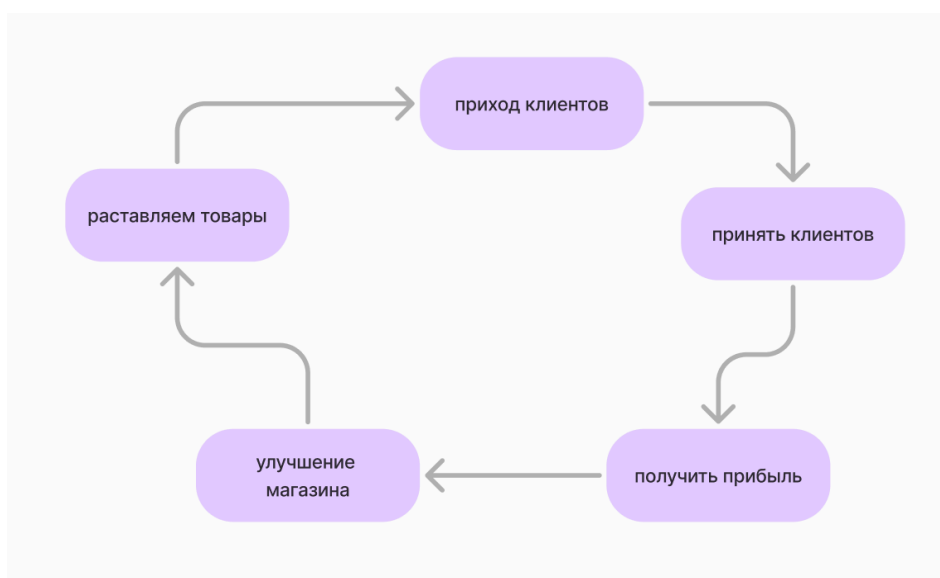 приход клиентов
раставляем товары
принять клиентов
улучшение
магазина
получить прибыль